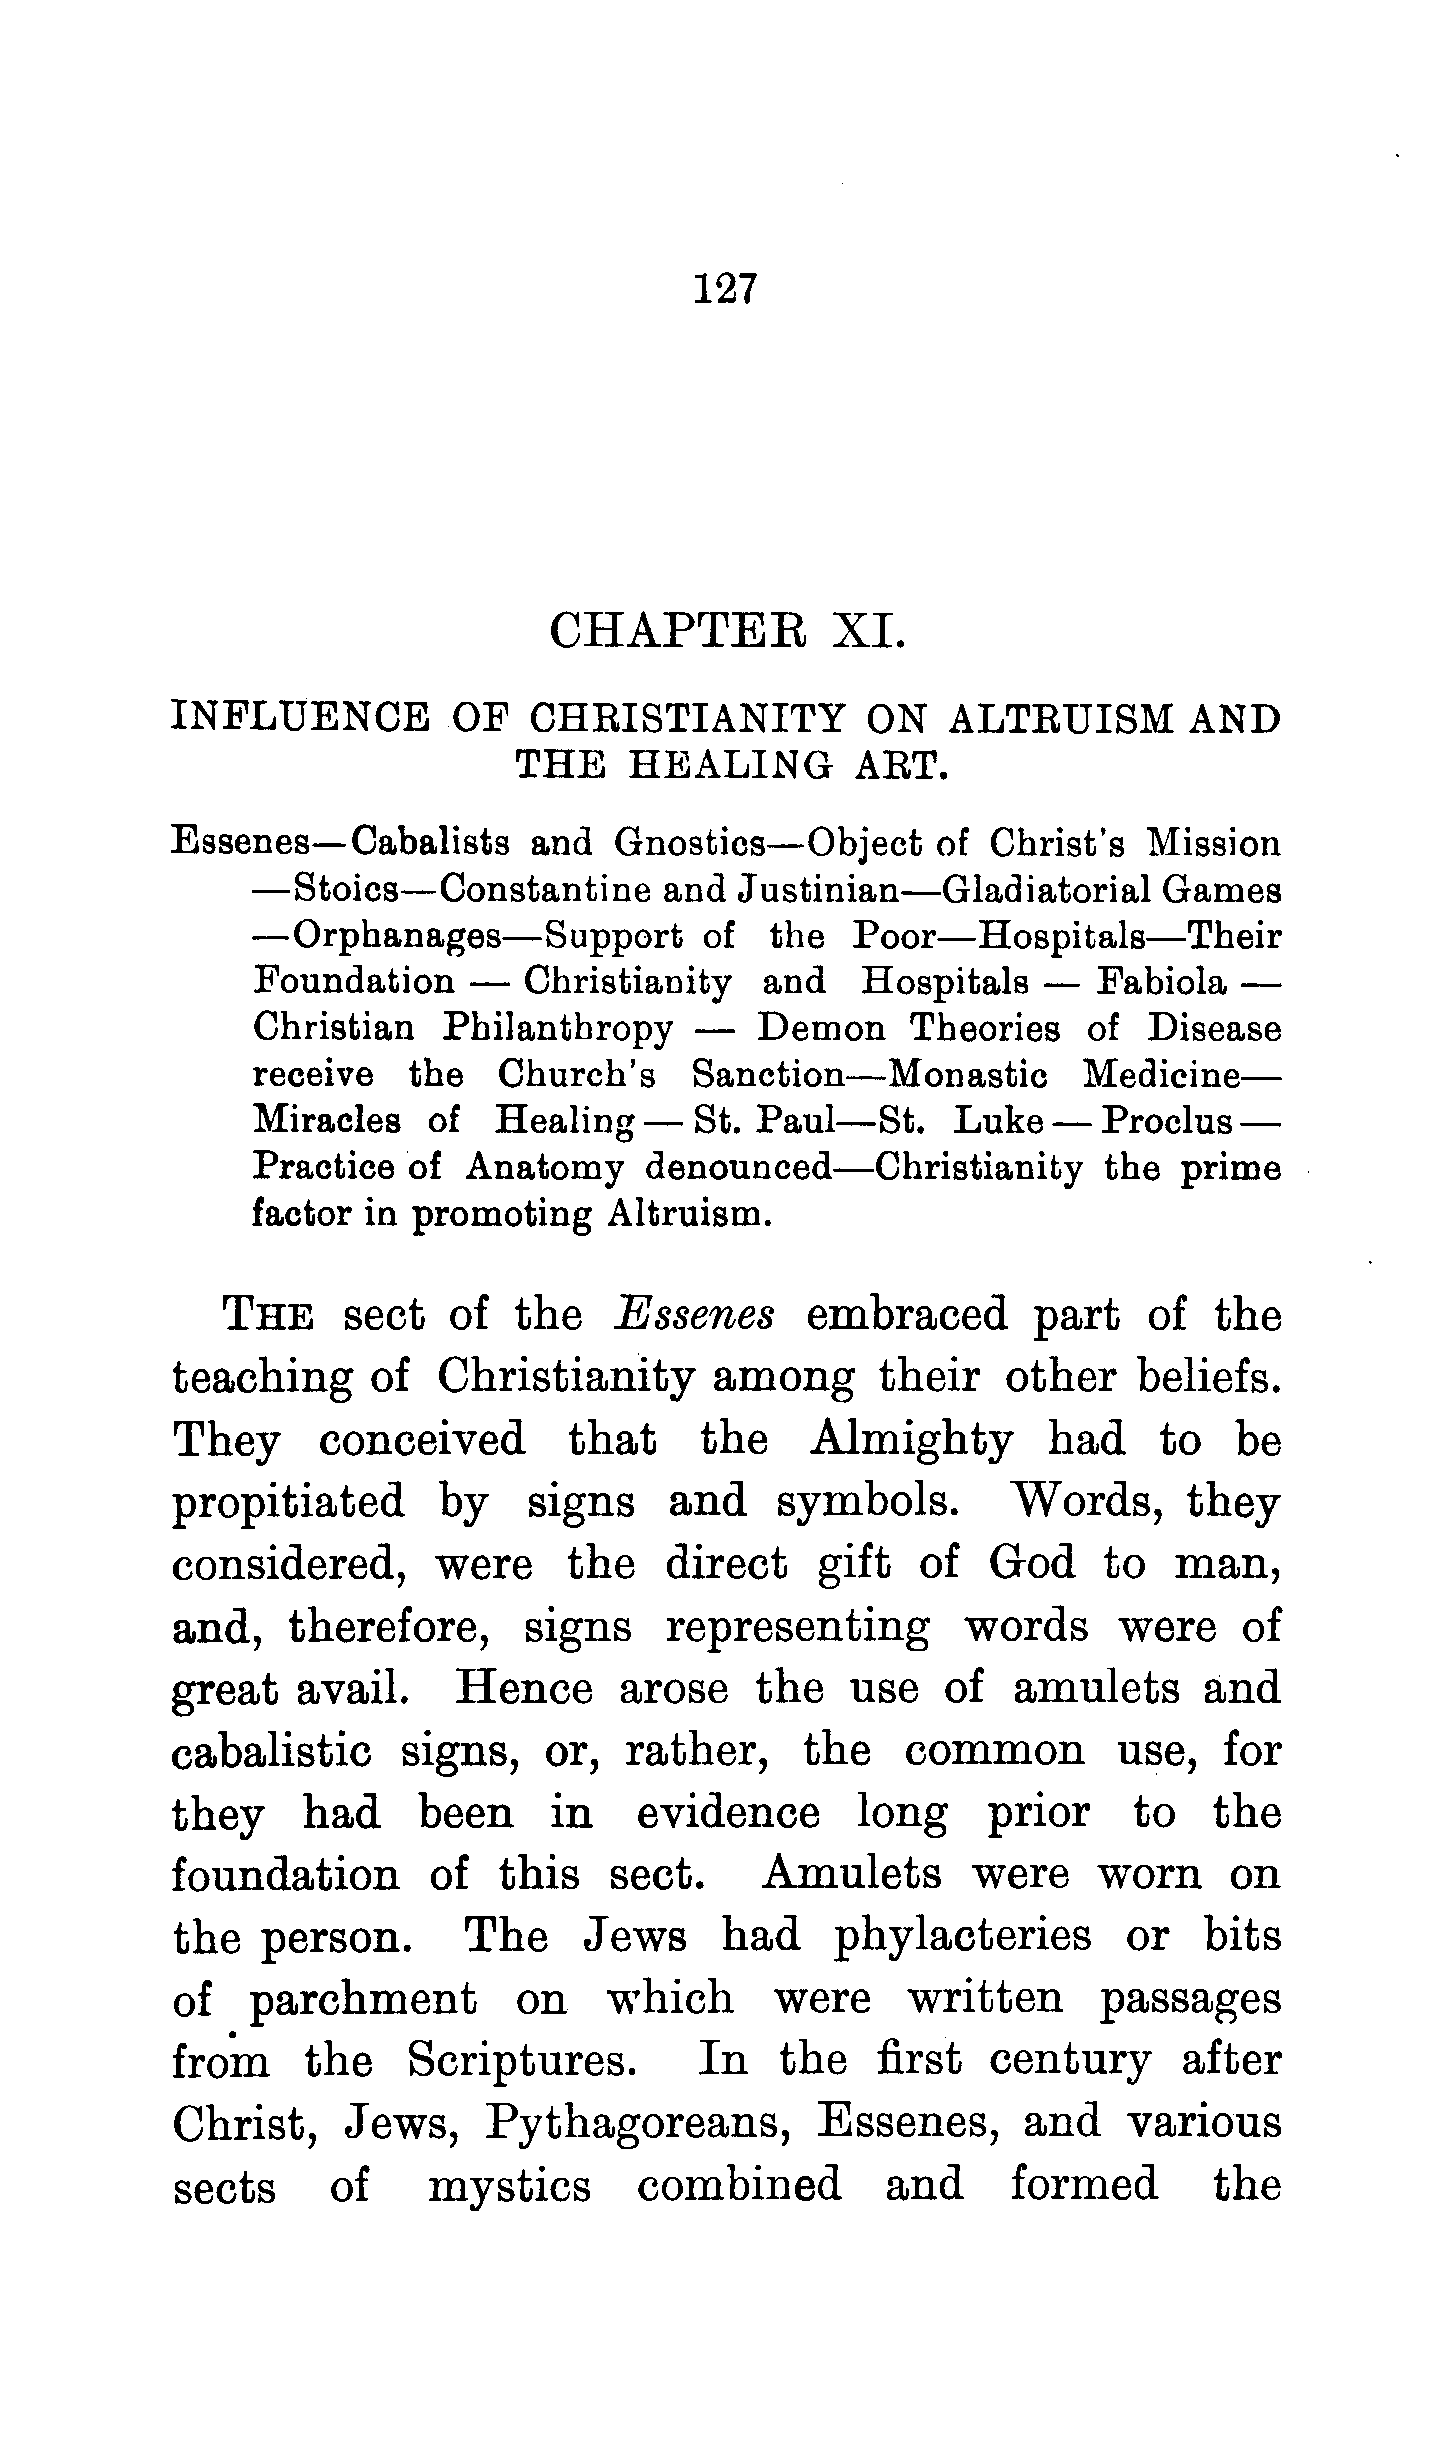 127
CHAPTER XI.
INFLUENCE OF CHRISTIANITY ON ALTRUISM AND
THE HEALING ART.
Essenes—Cabalists and Gnostics—Object of Christ's Mission
—Stoics—Constantine and Justinian—Gladiatorial Games
—Orphanages—Support of the Poor—Hospitals—Their
Foundation — Christianity and Hospitals — Fabiola —
Christian Philanthropy — Demon Theories of Disease
receive the Church's Sanction—Monastic Medicine—
Miracles of Healing — St. Paul—St. Luke — Proclus —
Practice of Anatomy denounced—Christianity the prime
factor in promoting Altruism.
THE sect of the Essenes embraced part of the
teaching of Christianity among their other beliefs.
They conceived that the Almighty had to be
propitiated by signs and symbols. Words, they
considered, were the direct gift of God to man,
and, therefore, signs representing words were of
great avail. Hence arose the use of amulets and
cabalistic signs, or, rather, the common use, for
they had been in evidence long prior to the
foundation of this sect. Amulets were worn on
the person. The Jews had phylacteries or bits
of parchment on which were written passages
from the Scriptures. In the first century after
Christ, Jews, Pythagoreans, Essenes, and various
sects of mystics combined and formed the